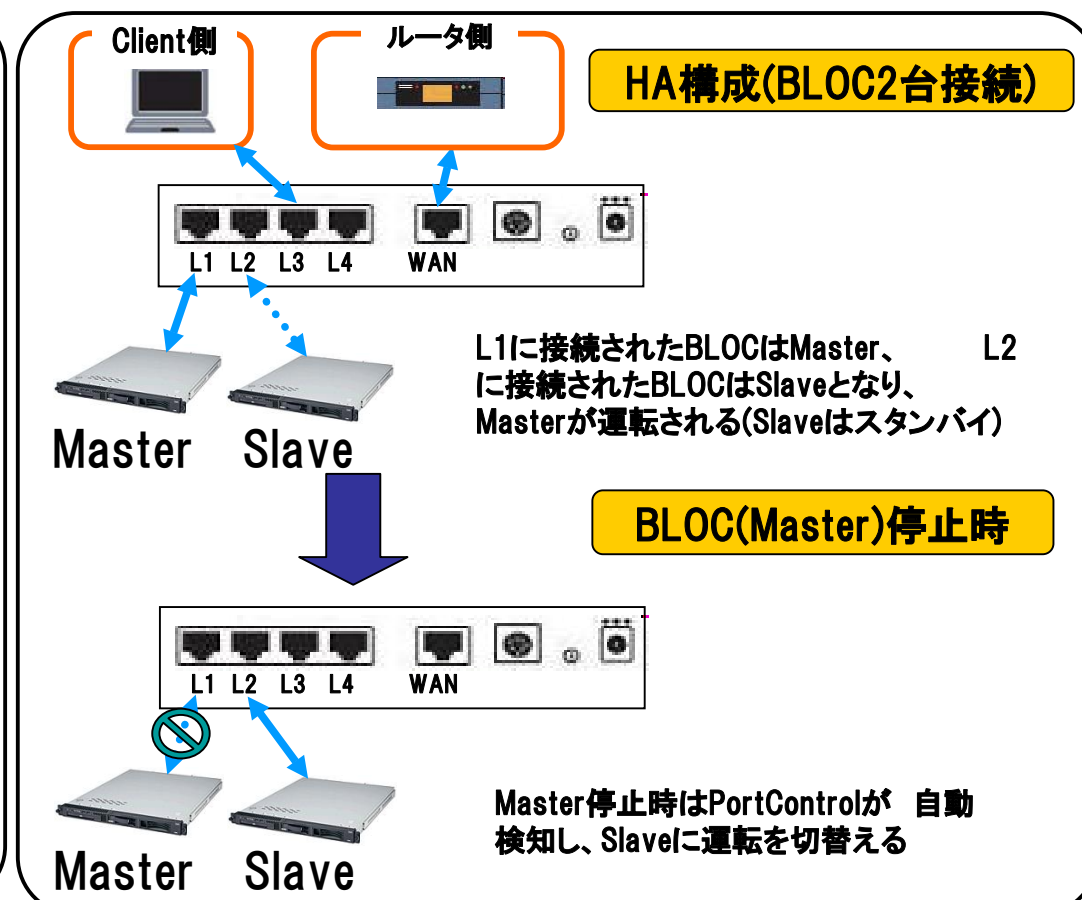 Client側
ルータ側
HA構成(BLOC2台接続)
L1 L2 L3 L4 WAN
L1に接続されたBLOCはMaster、 L2
に接続されたBLOCはSlaveとなり、
Masterが運転される(Slaveはスタンバイ)
Master Slave
BLOC(Master)停止時
L1 L2 L3 L4 WAN
Master停止時はPortControlが 自動
検知し、Slaveに運転を切替える
Master Slave